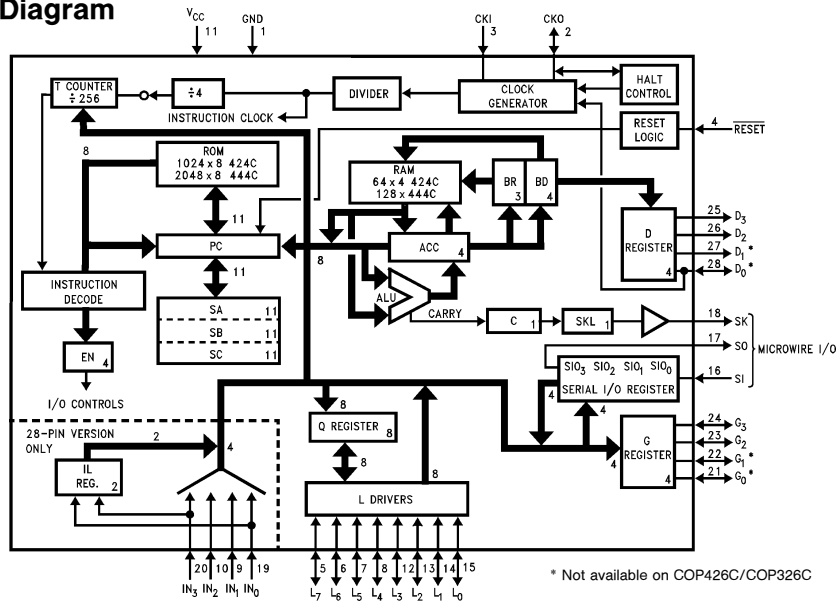 Diagram
VCC
11
GND
1
CKI
3
CKO
2
T COUNTER
÷ 256
÷4
DIVIDER
CLOCK
GENERATOR
HALT
CONTROL
INSTRUCTION CLOCK
RESET
LOGIC
4
RESET
8
ROM
1024 x 8 424C
2048 x 8 444C
RAM
64 x 4 424C
128 x 444C
BR
3
BD
4
11
PC
8
ACC
4
D
REGISTER
4
25
D3
26
D2
27
D1*
28
D0*
11
INSTRUCTION
DECODE
ALU
SA
11
SB
11
SC
11
CARRY
C
1
SKL
1
18
SK
17
SO
MICROWIRE I/O
16
SI
EN
4
SIO3 SIO2 SIO1 SIO0
SERIAL I/O REGISTER
4
4
I/O CONTROLS
28-PIN VERSION
ONLY
2
4
8
Q REGISTER
8
G
REGISTER
4
4
24
G3
23
G2
22
G1*
21
G0*
IL
REG.
2
8
8
L DRIVERS
20 10 9 19
IN3 IN2 IN1 IN0
5 6 7 8 12 13 14 15
L7 L6 L5 L4 L3 L2 L1 L0
* Not available on COP426C/COP326C